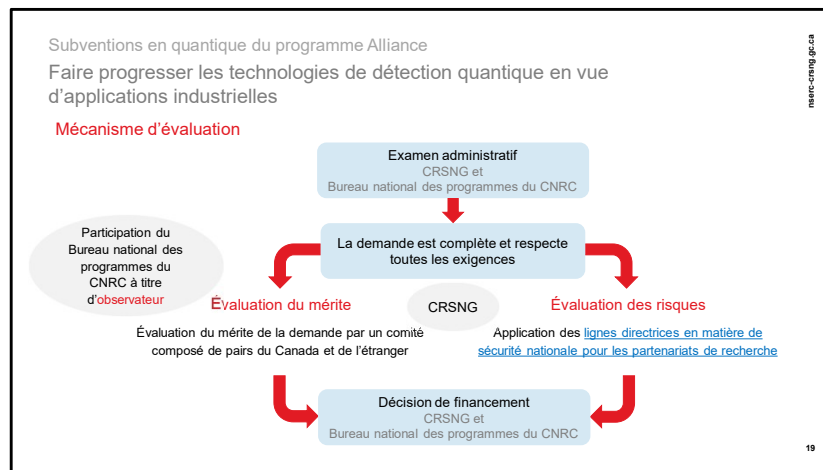 Subventions en quantique du programme Alliance
Faire progresser les technologies de détection quantique en vue
d'applications industrielles
nserc-crsng.gc.ca
Mécanisme d'évaluation
Examen administratif
CRSNG et
Bureau national des programmes du CNRC
Participation du
Bureau national des
programmes du
CNRC à titre
d'observateur
La demande est complète et respecte
toutes les exigences
Évaluation du mérite
CRSNG
Évaluation des risques
Évaluation du mérite de la demande par un comité
composé de pairs du Canada et de l'étranger
Application des lignes directrices en matière de
sécurité nationale pour les partenariats de recherche
Décision de financement
CRSNG et
Bureau national des programmes du CNRC
19